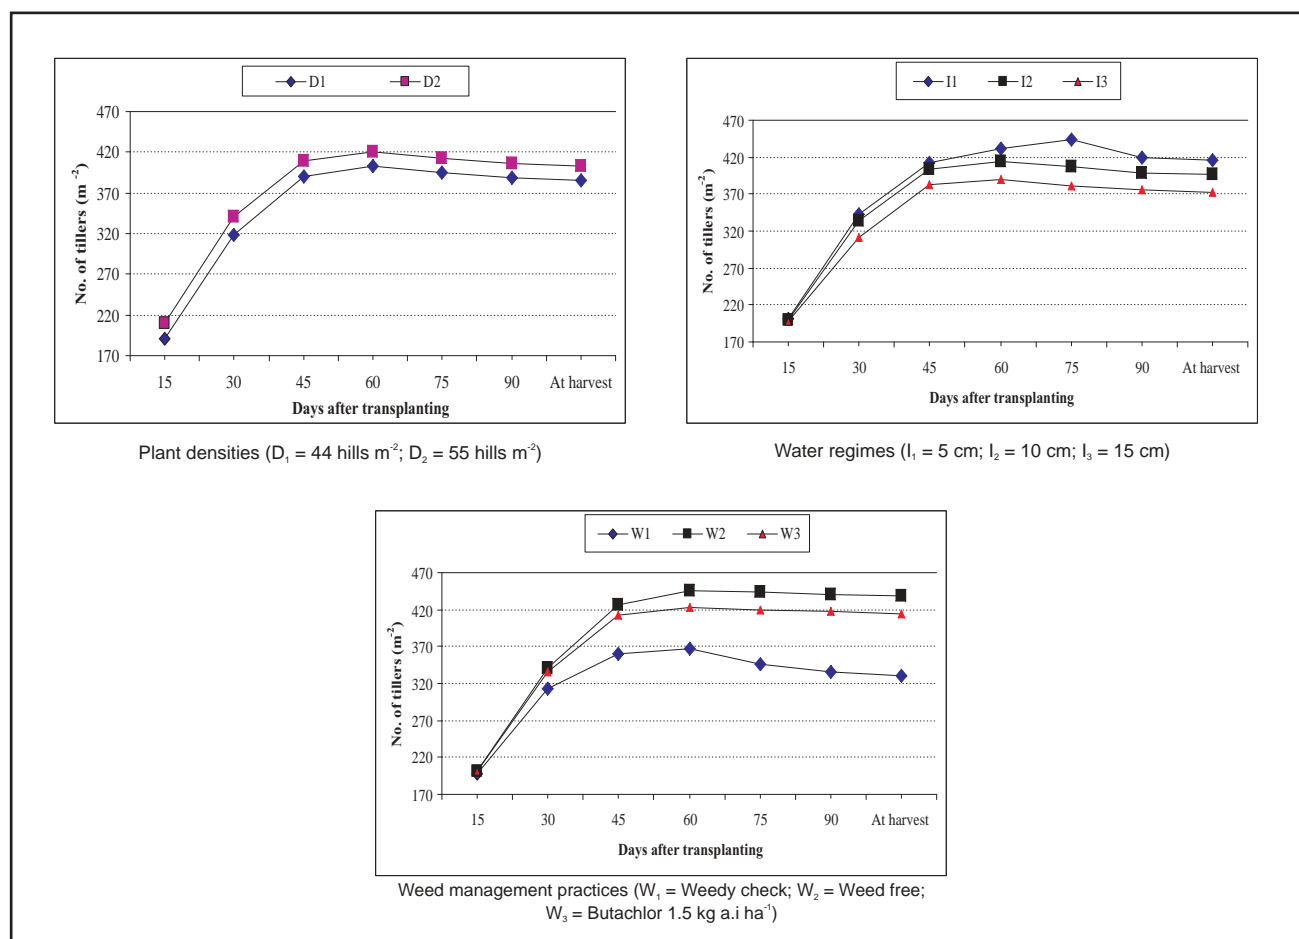 D1 D2
No. of tillers (m⁻²)
470
420
370
320
270
220
170
15 30 45 60 75 90 At harvest
Days after transplanting
Plant densities (D₁ = 44 hills m⁻²; D₂ = 55 hills m⁻²)
I1 I2 I3
No. of tillers (m⁻²)
470
420
370
320
270
220
170
15 30 45 60 75 90 At harvest
Days after transplanting
Water regimes (I₁ = 5 cm; I₂ = 10 cm; I₃ = 15 cm)
W1 W2 W3
No. of tillers (m⁻²)
470
420
370
320
270
220
170
15 30 45 60 75 90 At harvest
Days after transplanting
Weed management practices (W₁ = Weedy check; W₂ = Weed free;
W₃ = Butachlor 1.5 kg a.i ha⁻¹)